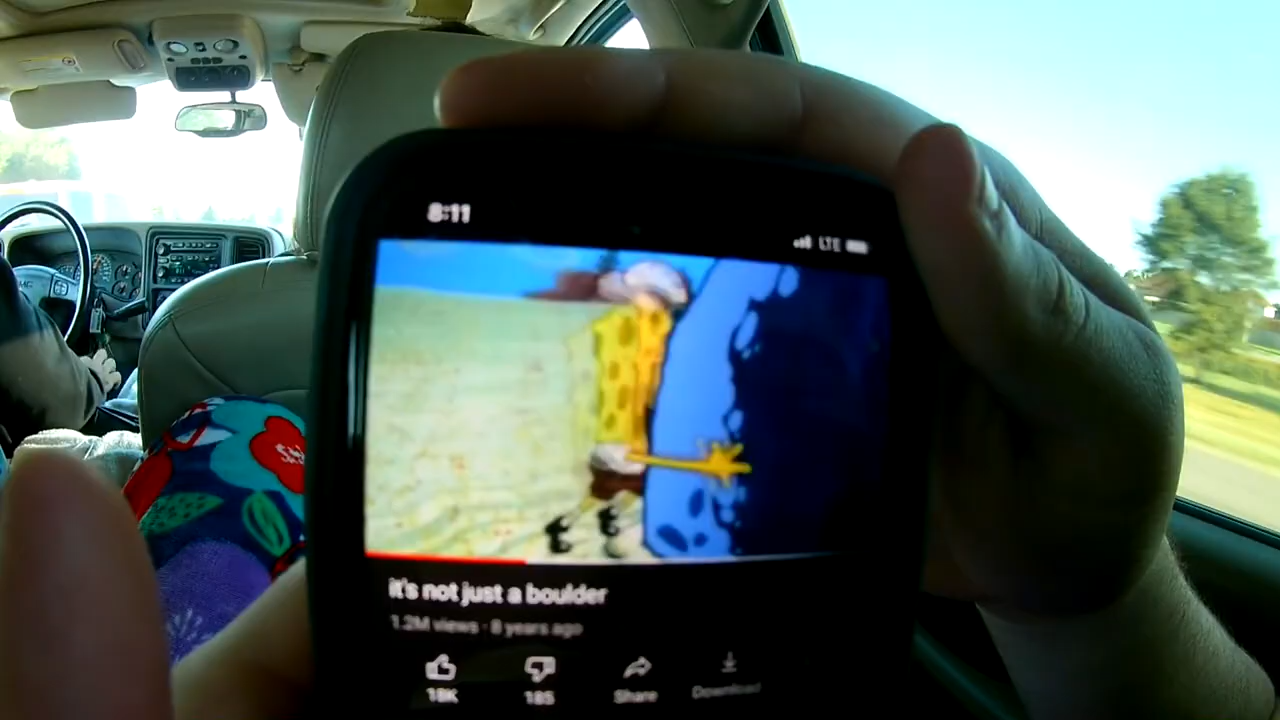 8:11
LTE
it's not just a boulder
1.2M views · 8 years ago
18K
185
Share
Download